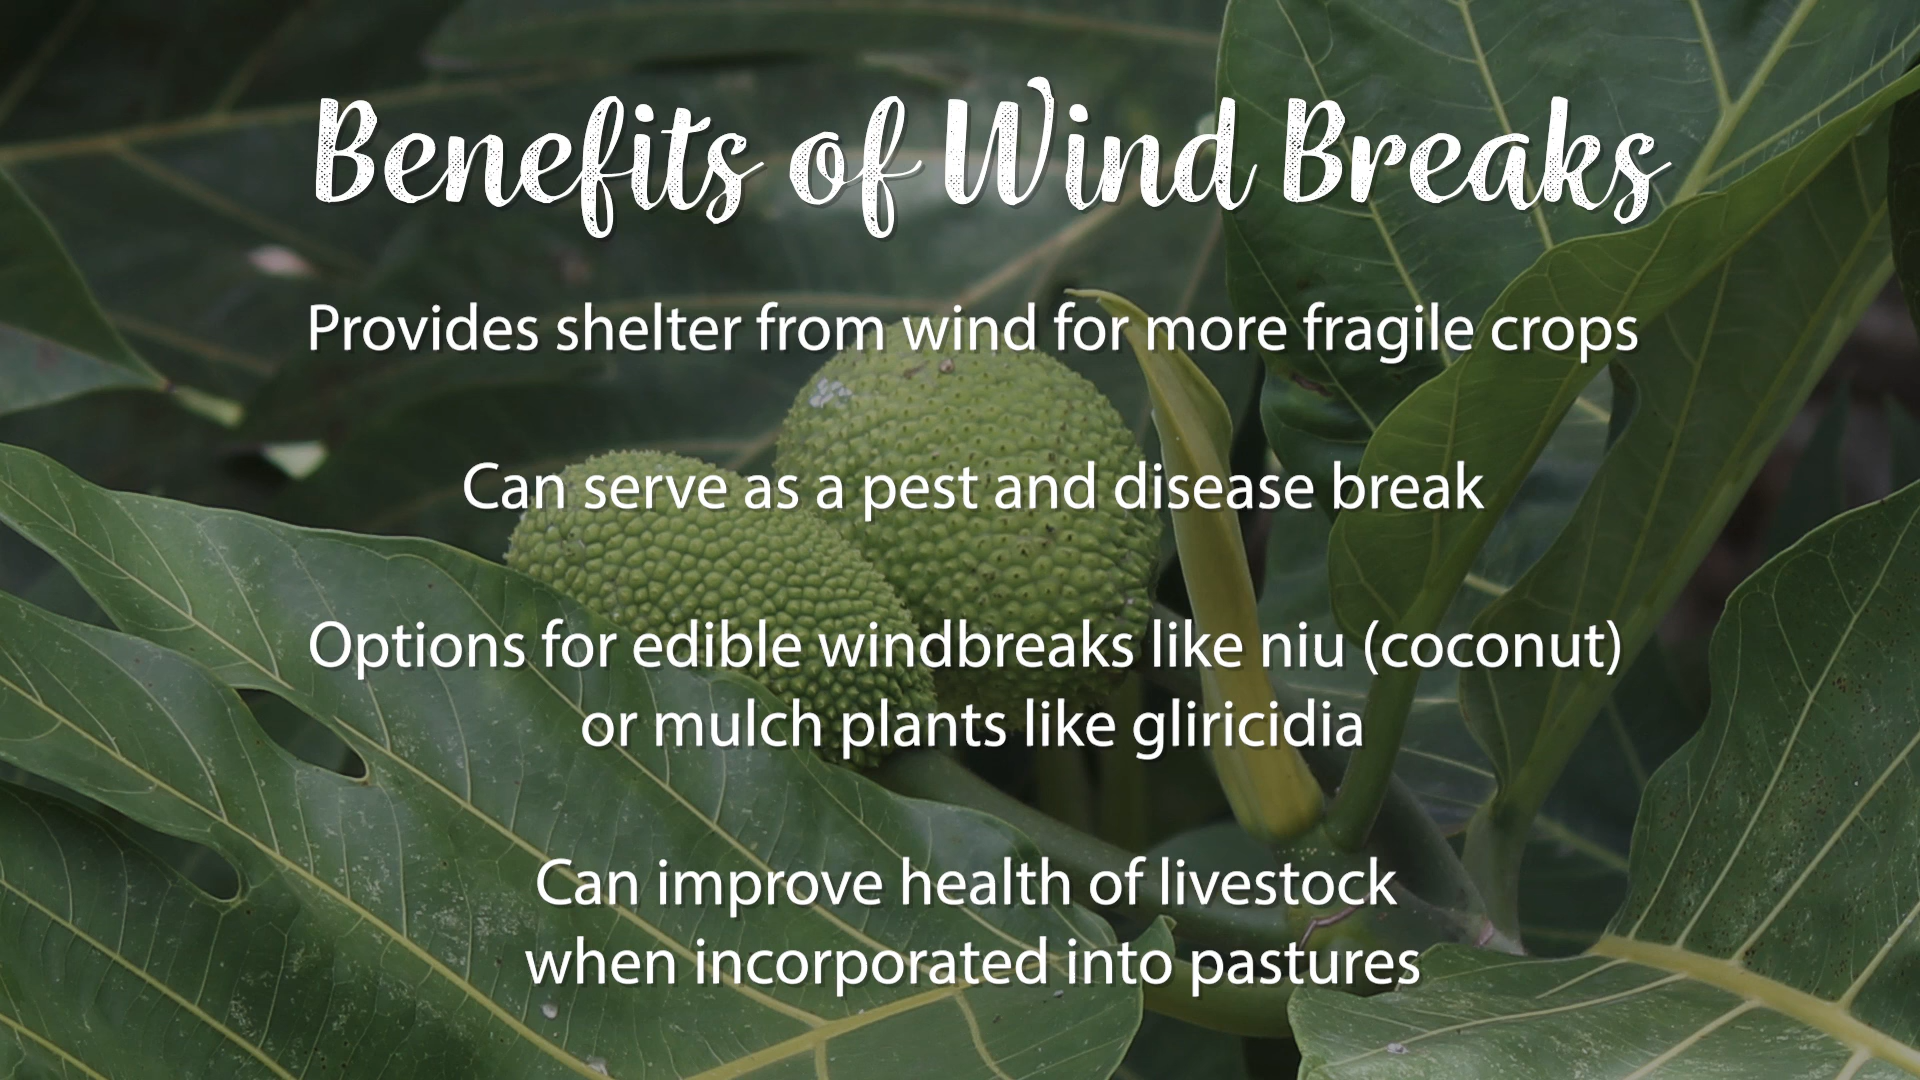 Benefits of Wind Breaks
Provides shelter from wind for more fragile crops
Can serve as a pest and disease break
Options for edible windbreaks like niu (coconut)
or mulch plants like gliricidia
Can improve health of livestock
when incorporated into pastures